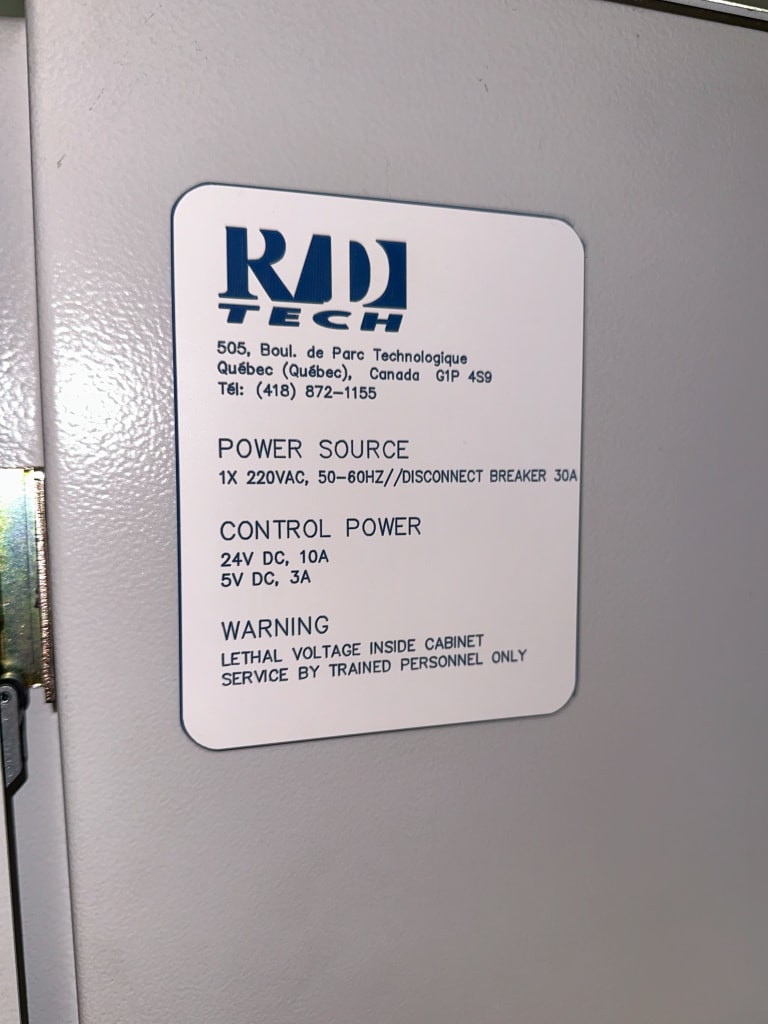 R/D TECH
505, Boul. de Parc Technologique
Québec (Québec), Canada G1P 4S9
Tél: (418) 872-1155
POWER SOURCE
1X 220VAC, 50-60HZ//DISCONNECT BREAKER 30A
CONTROL POWER
24V DC, 10A
5V DC, 3A
WARNING
LETHAL VOLTAGE INSIDE CABINET
SERVICE BY TRAINED PERSONNEL ONLY